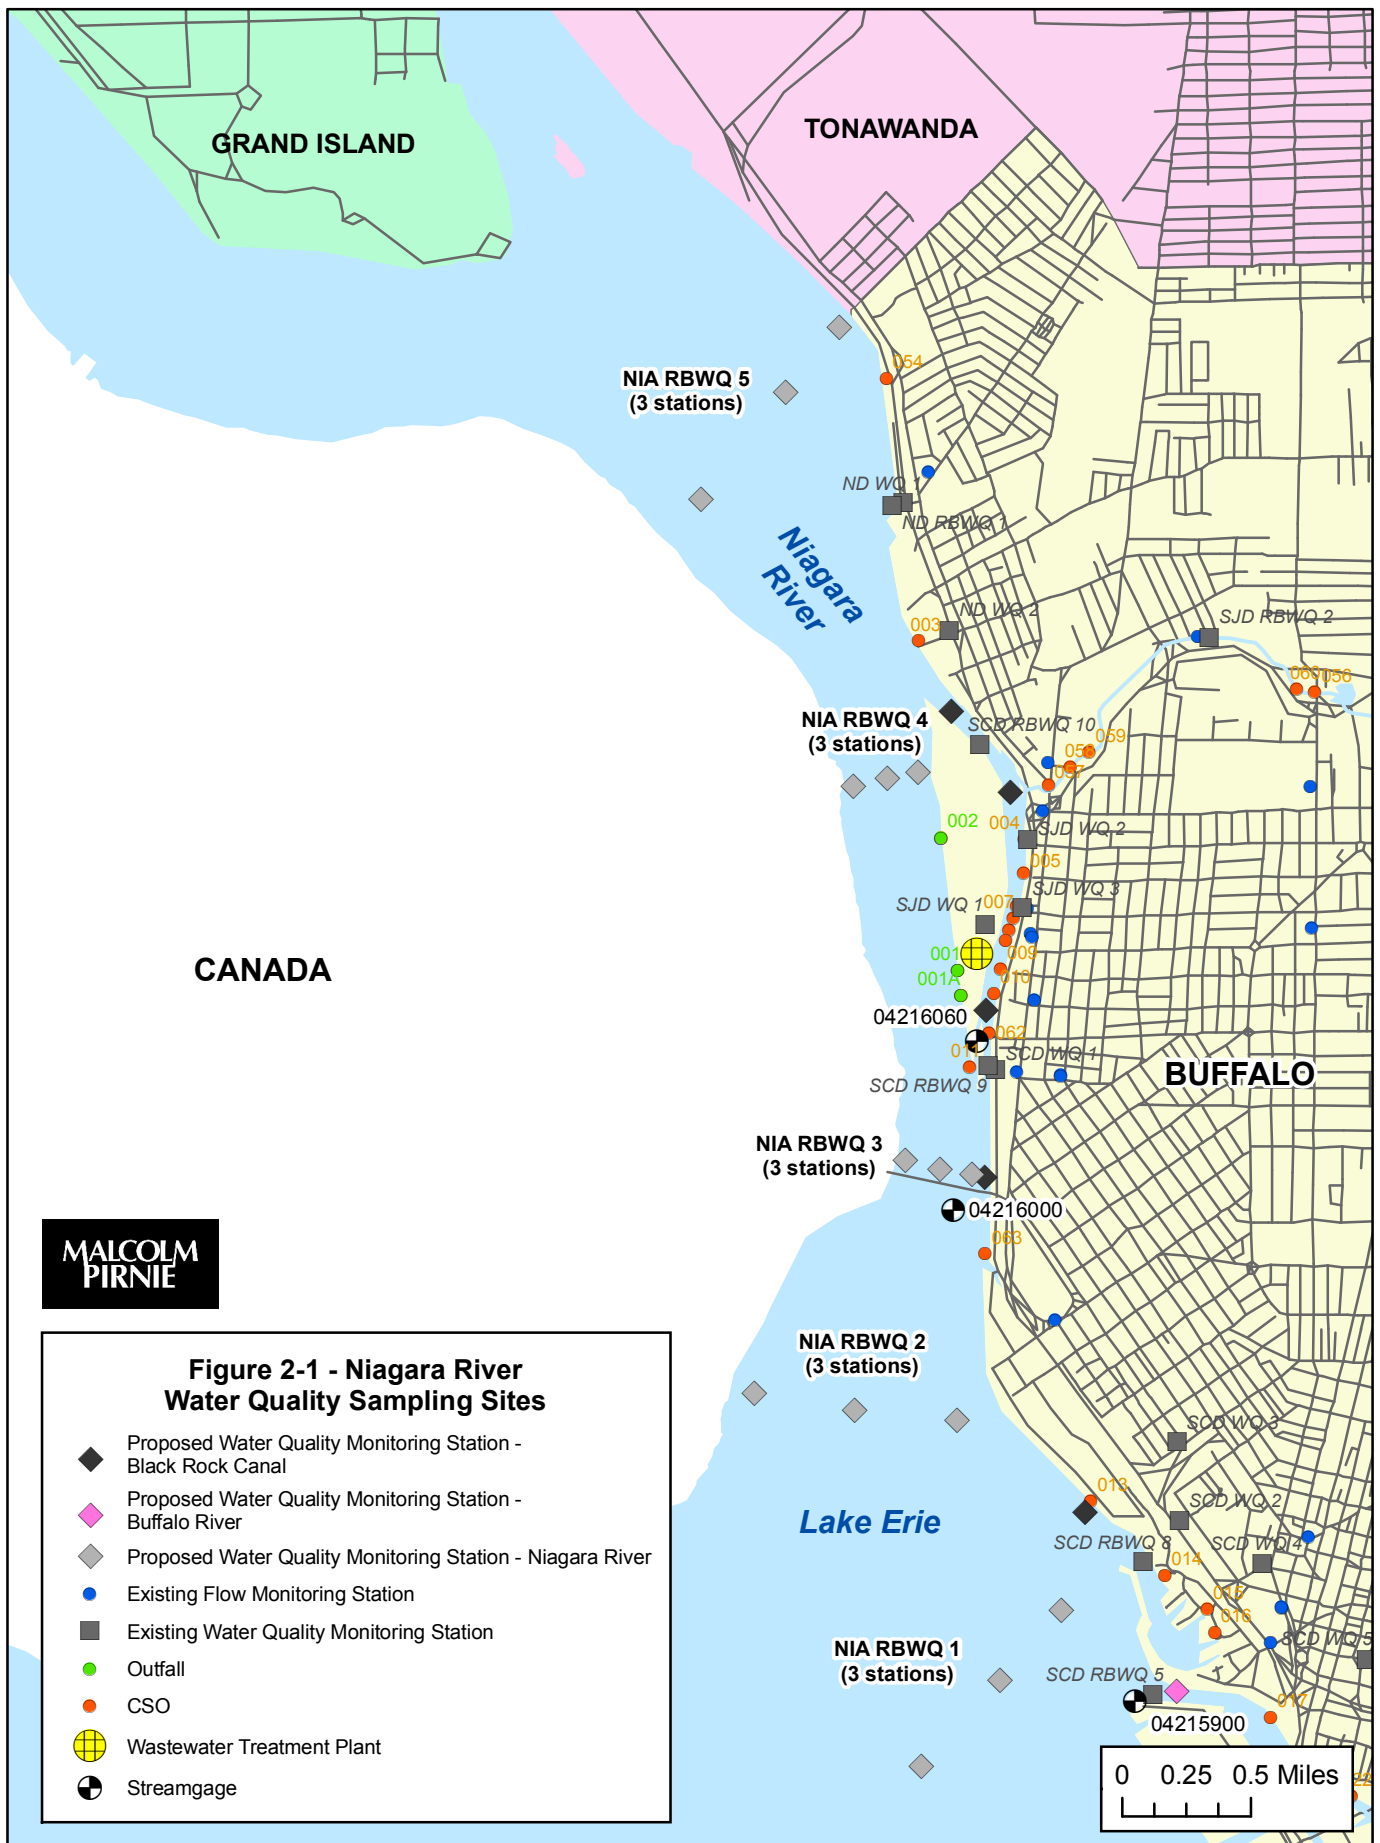 GRAND ISLAND
TONAWANDA
NIA RBWQ 5
(3 stations)
054
ND WQ 1
ND RBWQ 1
Niagara
River
003
ND WQ 2
SJD RBWQ 2
060
056
NIA RBWQ 4
(3 stations)
SCD RBWQ 10
059
058
057
002
004
SJD WQ 2
005
SJD WQ 1
007
SJD WQ 3
CANADA
001
009
001A
010
04216060
062
011
SCD WQ 1
SCD RBWQ 9
BUFFALO
NIA RBWQ 3
(3 stations)
04216000
063
MALCOLM
PIRNIE
NIA RBWQ 2
(3 stations)
SCD WQ 3
013
Lake Erie
SCD WQ 2
SCD RBWQ 8
SCD WQ 4
014
015
016
NIA RBWQ 1
(3 stations)
SCD WQ 5
SCD RBWQ 5
017
04215900
Figure 2-1 - Niagara River
Water Quality Sampling Sites
Proposed Water Quality Monitoring Station -
Black Rock Canal
Proposed Water Quality Monitoring Station -
Buffalo River
Proposed Water Quality Monitoring Station - Niagara River
Existing Flow Monitoring Station
Existing Water Quality Monitoring Station
Outfall
CSO
Wastewater Treatment Plant
Streamgage
0 0.25 0.5 Miles